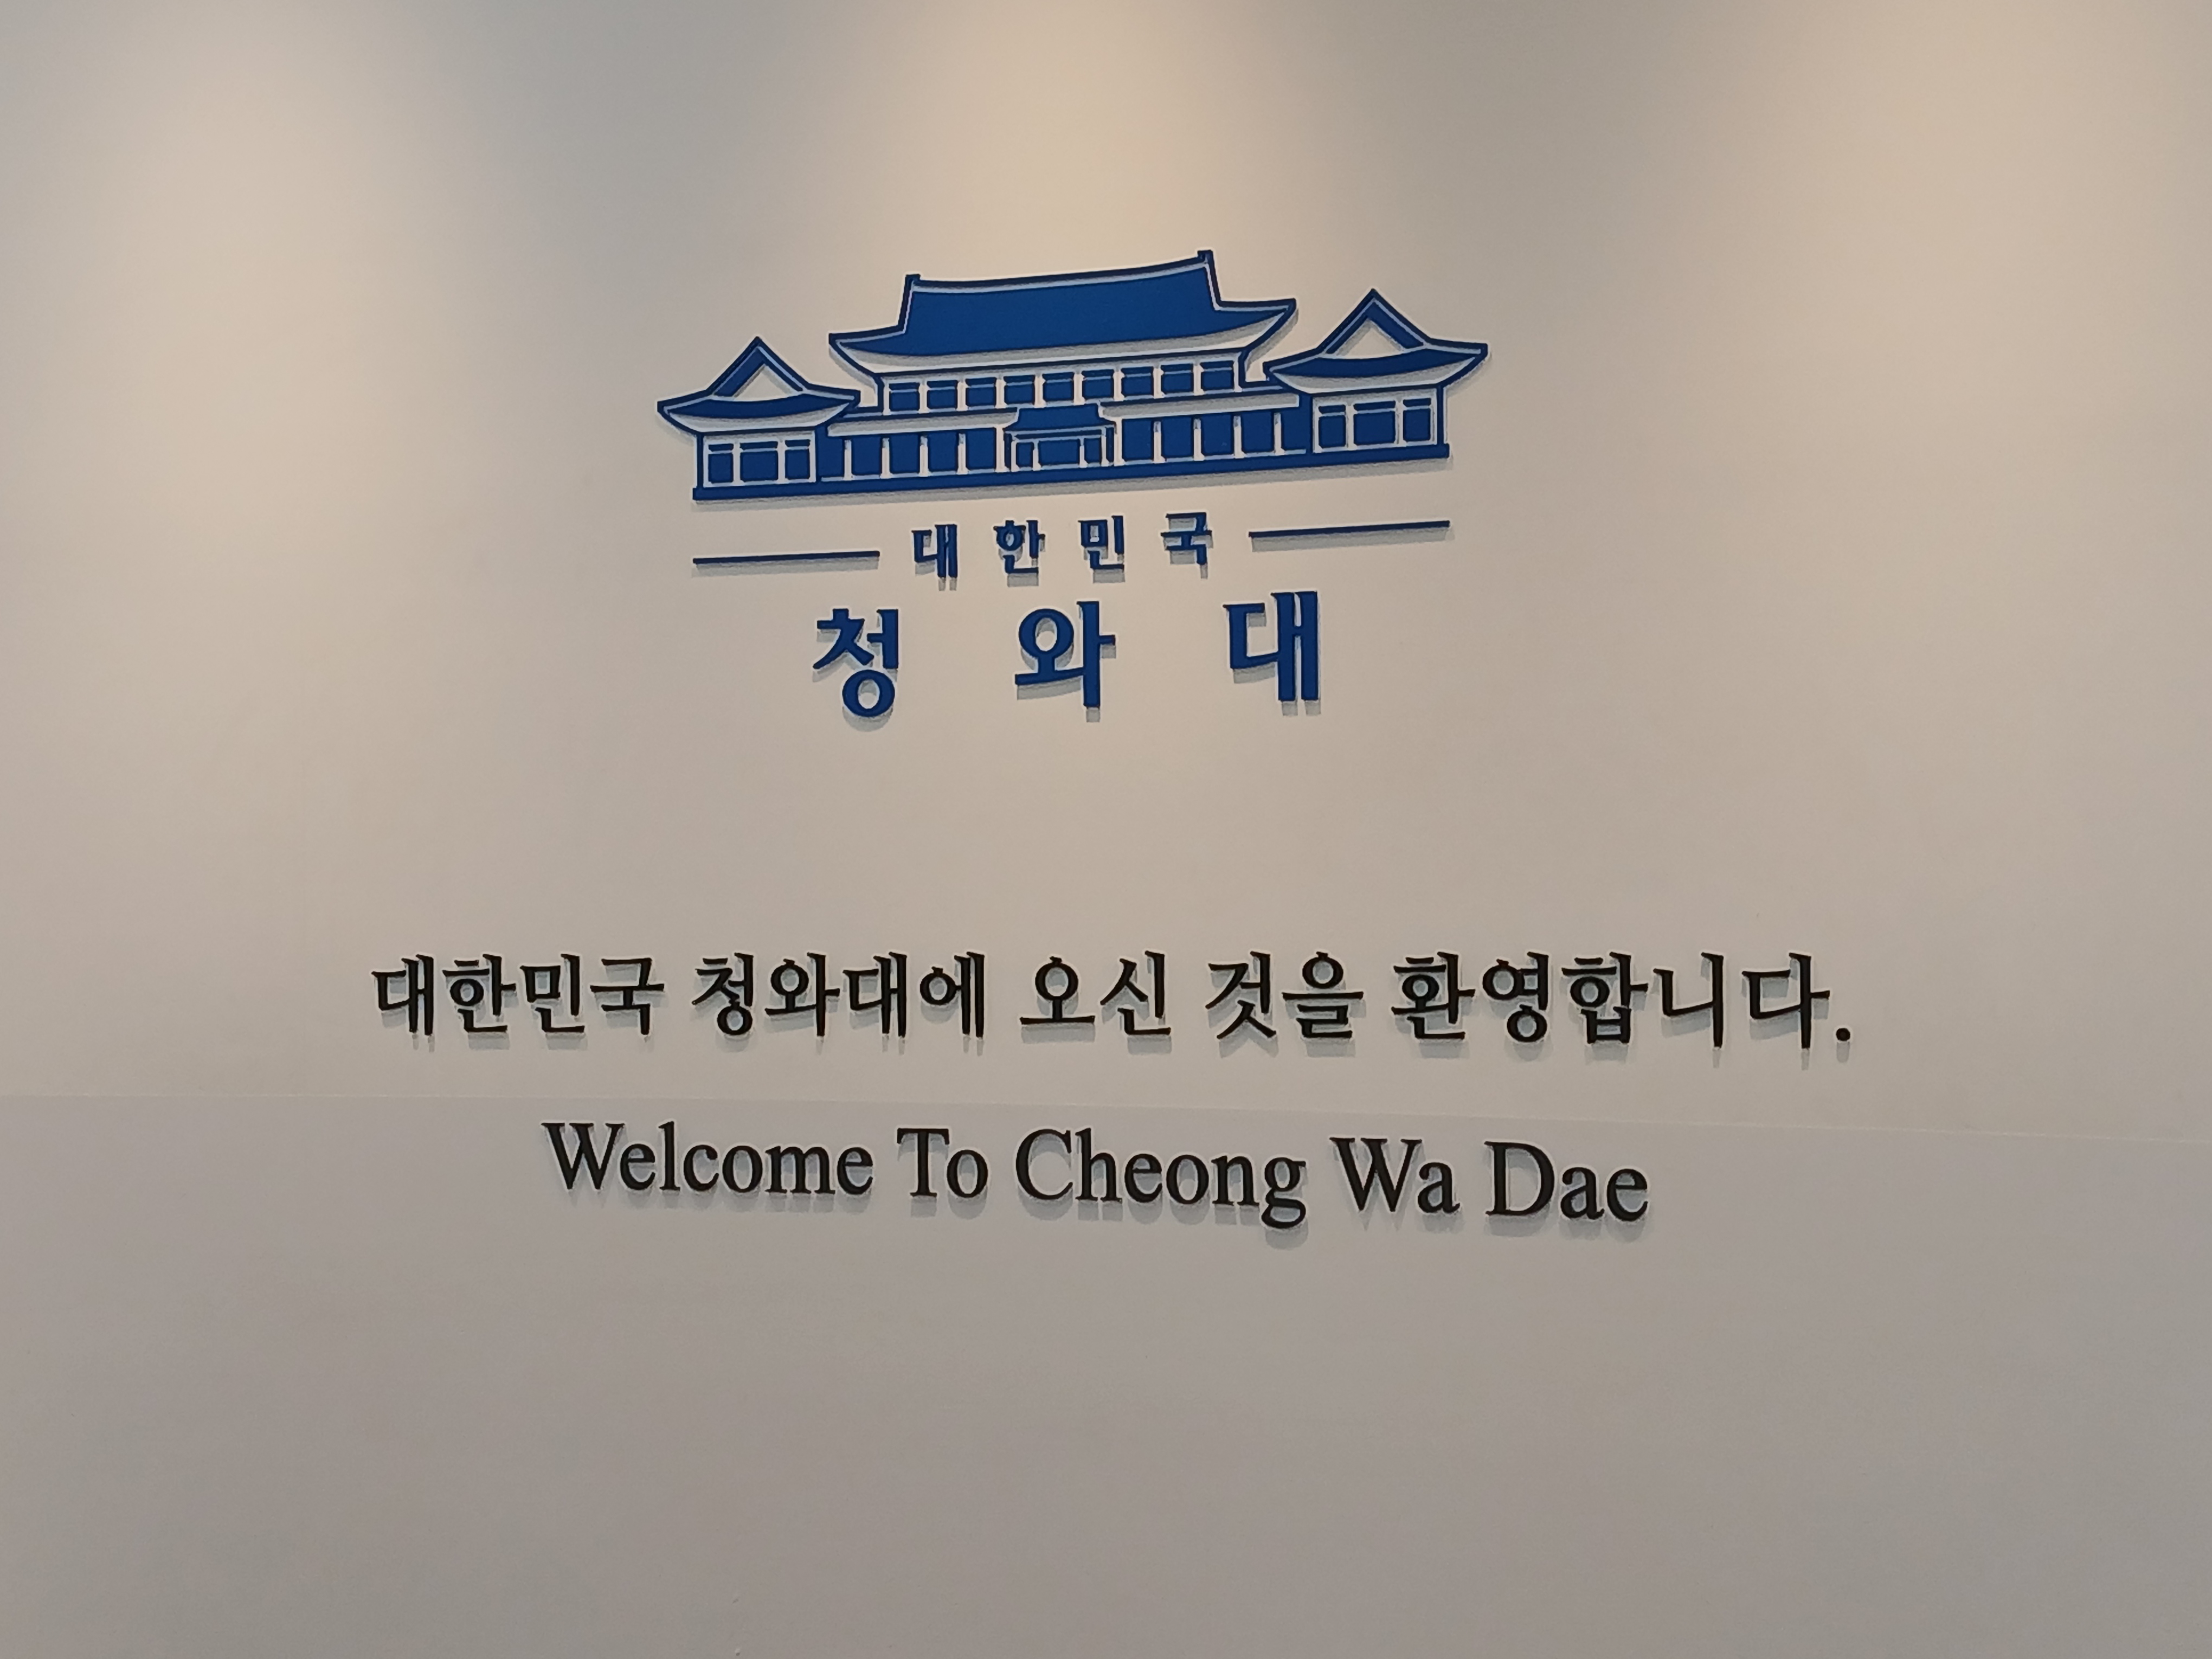 대한민국
청와대
대한민국 청와대에 오신 것을 환영합니다.
Welcome To Cheong Wa Dae